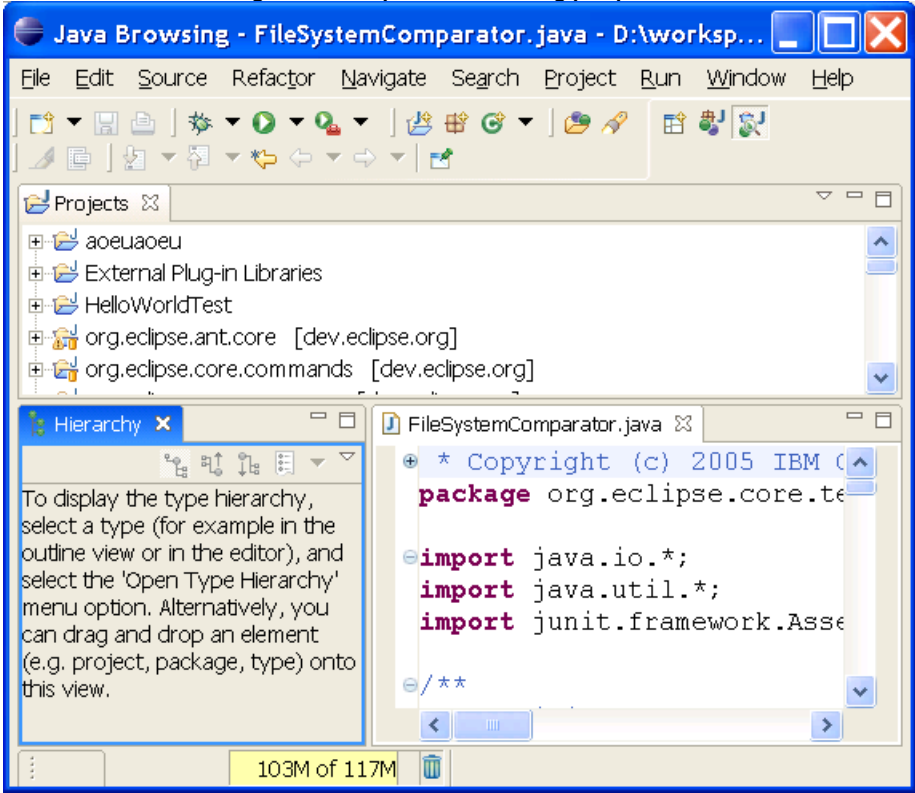 Java Browsing - FileSystemComparator.java - D:\worksp...
File Edit Source Refactor Navigate Search Project Run Window Help
Projects
aoeuaoeu
External Plug-in Libraries
HelloWorldTest
org.eclipse.ant.core [dev.eclipse.org]
org.eclipse.core.commands [dev.eclipse.org]
Hierarchy
To display the type hierarchy,
select a type (for example in the
outline view or in the editor), and
select the 'Open Type Hierarchy'
menu option. Alternatively, you
can drag and drop an element
(e.g. project, package, type) onto
this view.
FileSystemComparator.java
* Copyright (c) 2005 IBM
package org.eclipse.core.te
import java.io.*;
import java.util.*;
import junit.framework.Asse
/**
103M of 117M